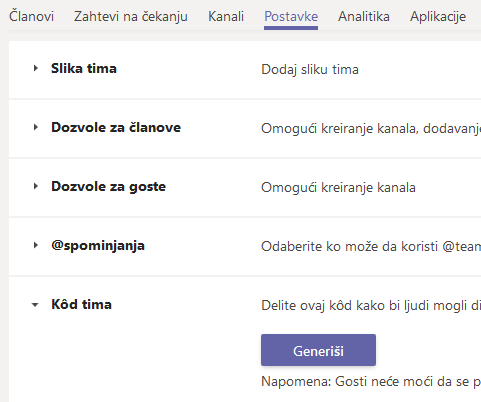 Članovi Zahtevi na čekanju Kanali Postavke Analitika Aplikacije
Slika tima Dodaj sliku tima
Dozvole za članove Omogući kreiranje kanala, dodavanje
Dozvole za goste Omogući kreiranje kanala
@spominjanja Odaberite ko može da koristi @team
Kôd tima Delite ovaj kôd kako bi ljudi mogli di
Generiši
Napomena: Gosti neće moći da se p